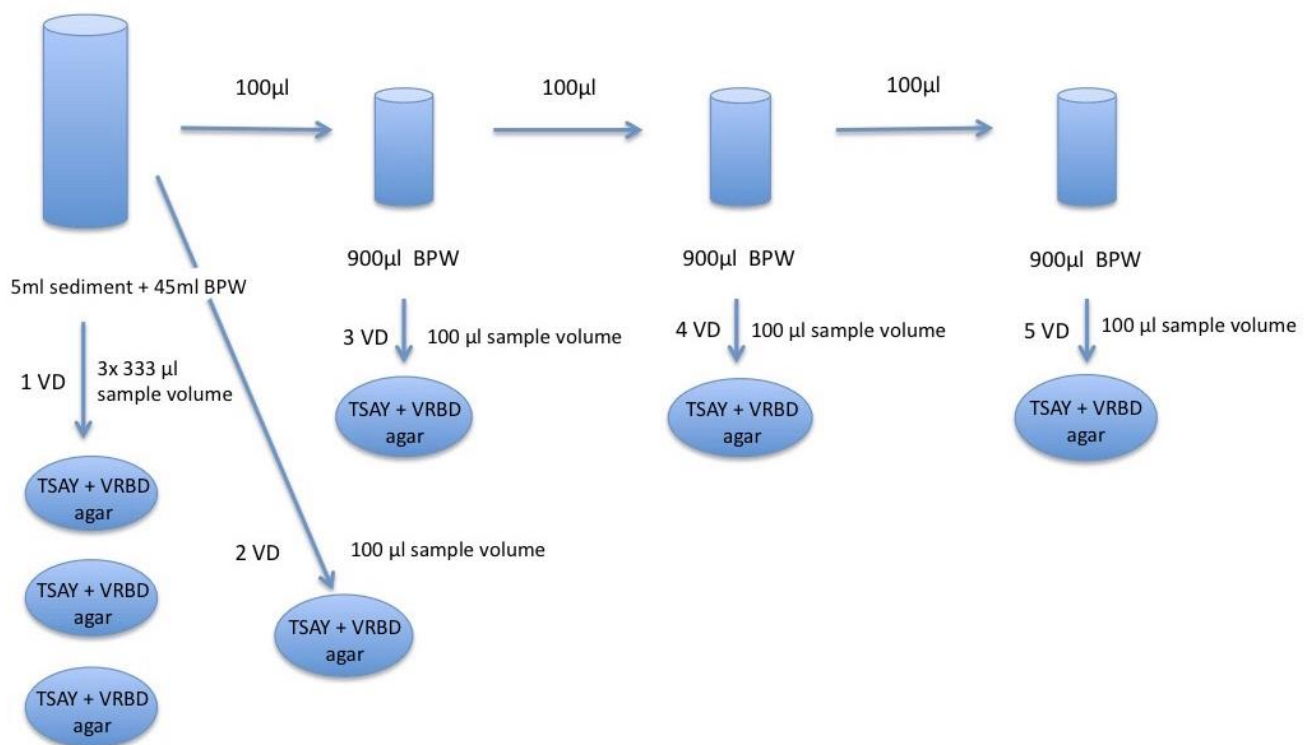 100µl
100µl
100µl
5ml sediment + 45ml BPW
900µl BPW
900µl BPW
900µl BPW
1 VD
3x 333 µl
sample volume
3 VD
100 µl sample volume
4 VD
100 µl sample volume
5 VD
100 µl sample volume
TSAY + VRBD
agar
TSAY + VRBD
agar
TSAY + VRBD
agar
TSAY + VRBD
agar
2 VD
100 µl sample volume
TSAY + VRBD
agar
TSAY + VRBD
agar
TSAY + VRBD
agar